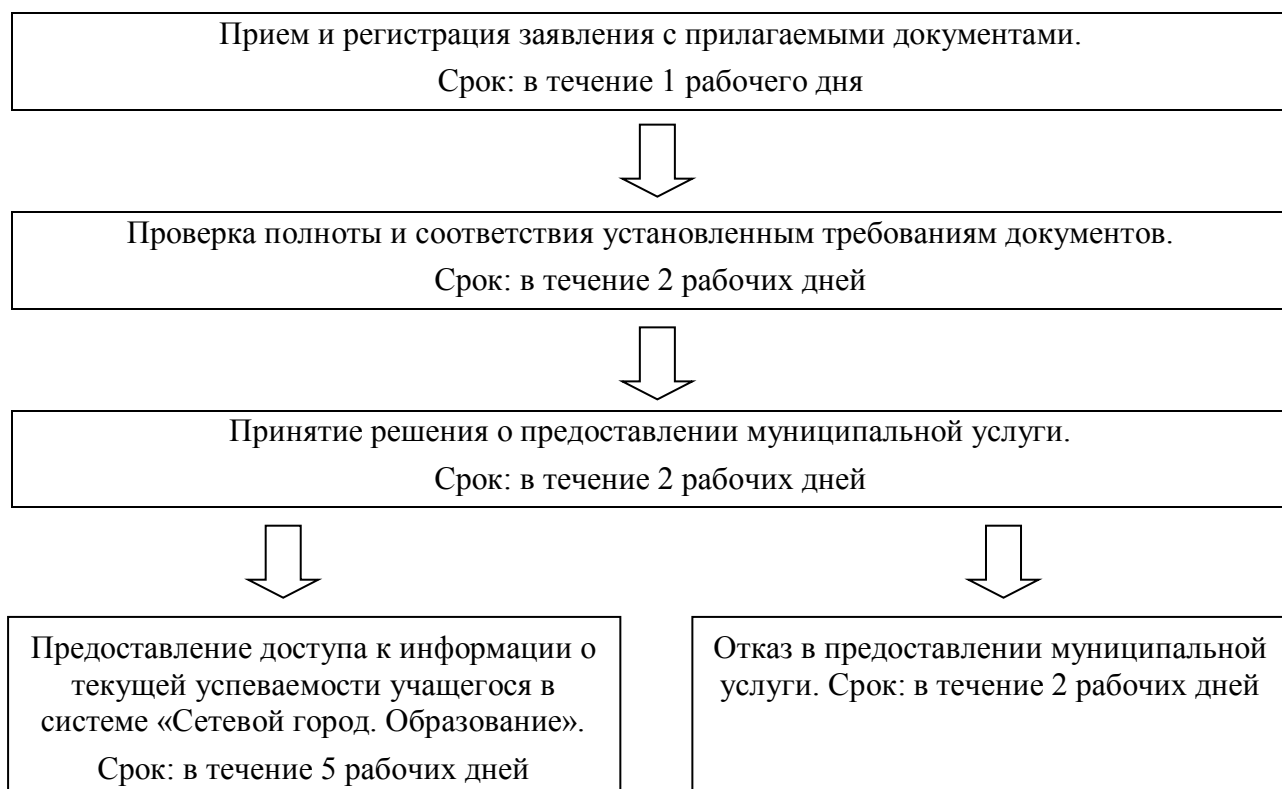 Прием и регистрация заявления с прилагаемыми документами.
Срок: в течение 1 рабочего дня
Проверка полноты и соответствия установленным требованиям документов.
Срок: в течение 2 рабочих дней
Принятие решения о предоставлении муниципальной услуги.
Срок: в течение 2 рабочих дней
Предоставление доступа к информации о
текущей успеваемости учащегося в
системе «Сетевой город. Образование».
Срок: в течение 5 рабочих дней
Отказ в предоставлении муниципальной
услуги. Срок: в течение 2 рабочих дней